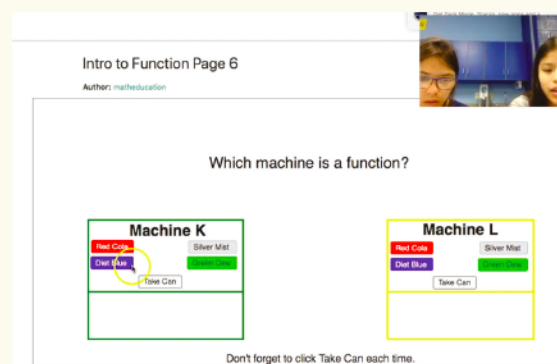 Intro to Function Page 6
Author: matheducation
Which machine is a function?
Machine K
Red Cola Silver Mist
Diet Blue Green Dew
Take Can
Machine L
Red Cola Silver Mist
Diet Blue Green Dew
Take Can
Don't forget to click Take Can each time.